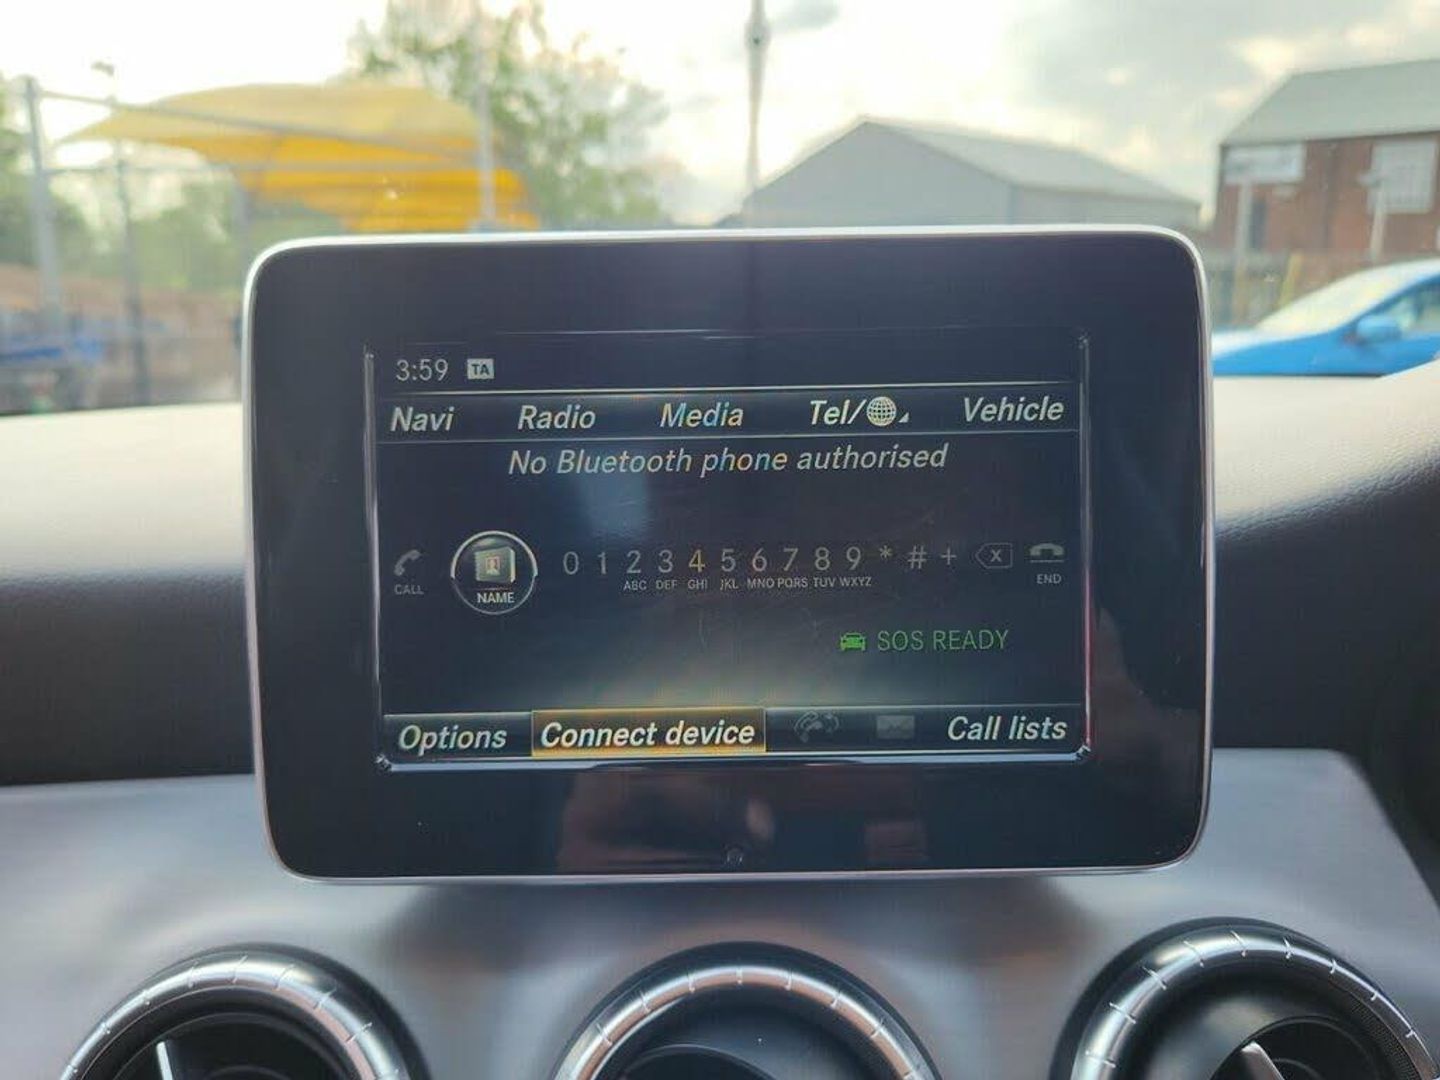 3:59 TA
Navi Radio Media Tel/ Vehicle
No Bluetooth phone authorised
0 1 2 3 4 5 6 7 8 9 * # + X
CALL NAME ABC DEF GHI JKL MNO PQRS TUV WXYZ END
SOS READY
Options Connect device Call lists